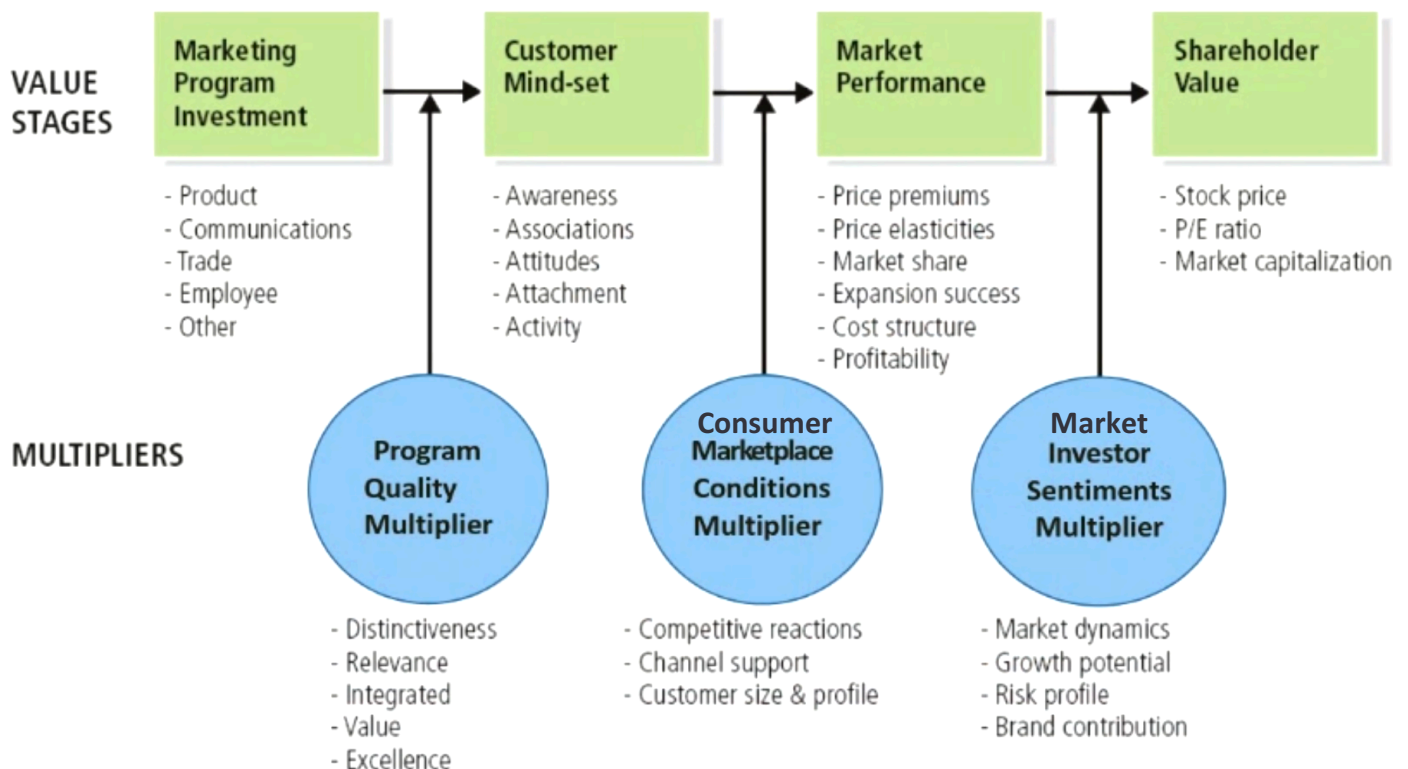 VALUE
STAGES
Marketing
Program
Investment
Customer
Mind-set
Market
Performance
Shareholder
Value
- Product
- Communications
- Trade
- Employee
- Other
- Awareness
- Associations
- Attitudes
- Attachment
- Activity
- Price premiums
- Price elasticities
- Market share
- Expansion success
- Cost structure
- Profitability
- Stock price
- P/E ratio
- Market capitalization
MULTIPLIERS
Program
Quality
Multiplier
Consumer
Marketplace
Conditions
Multiplier
Market
Investor
Sentiments
Multiplier
- Distinctiveness
- Relevance
- Integrated
- Value
- Excellence
- Competitive reactions
- Channel support
- Customer size & profile
- Market dynamics
- Growth potential
- Risk profile
- Brand contribution